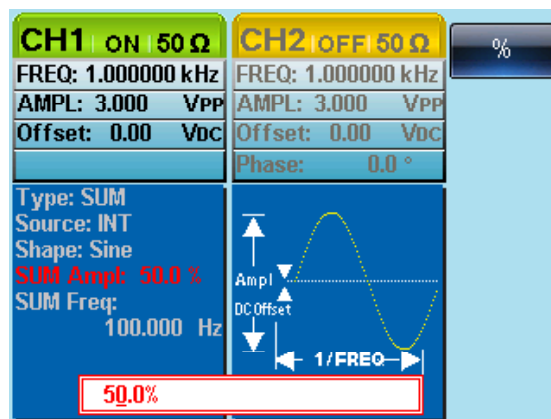 CH1 ON 50 Ω
FREQ: 1.000000 kHz
AMPL: 3.000 VPP
Offset: 0.00 VDC
CH2 OFF 50 Ω
FREQ: 1.000000 kHz
AMPL: 3.000 VPP
Offset: 0.00 VDC
Phase: 0.0 °
%
Type: SUM
Source: INT
Shape: Sine
SUM Ampl: 50.0 %
SUM Freq:
100.000 Hz
Ampl
DC Offset
1/FREQ
50.0%